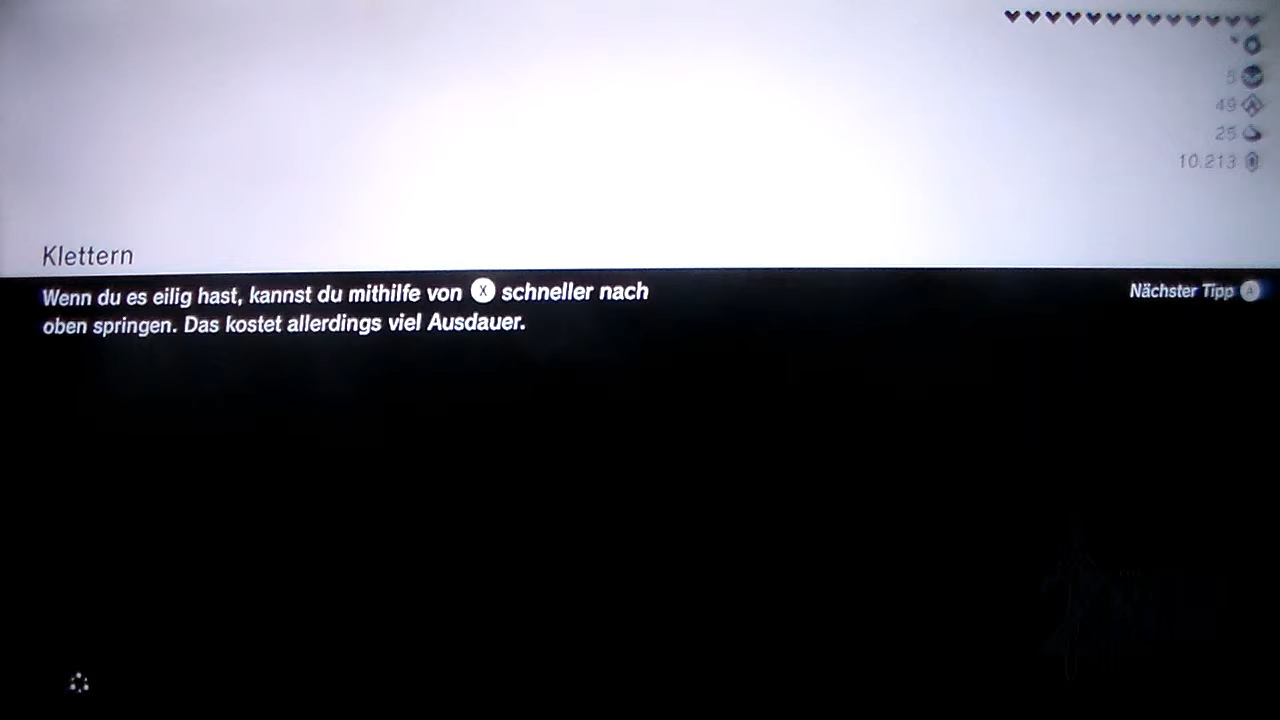 5
49
25
10.213
Klettern
Wenn du es eilig hast, kannst du mithilfe von X schneller nach
oben springen. Das kostet allerdings viel Ausdauer.
Nächster Tipp A